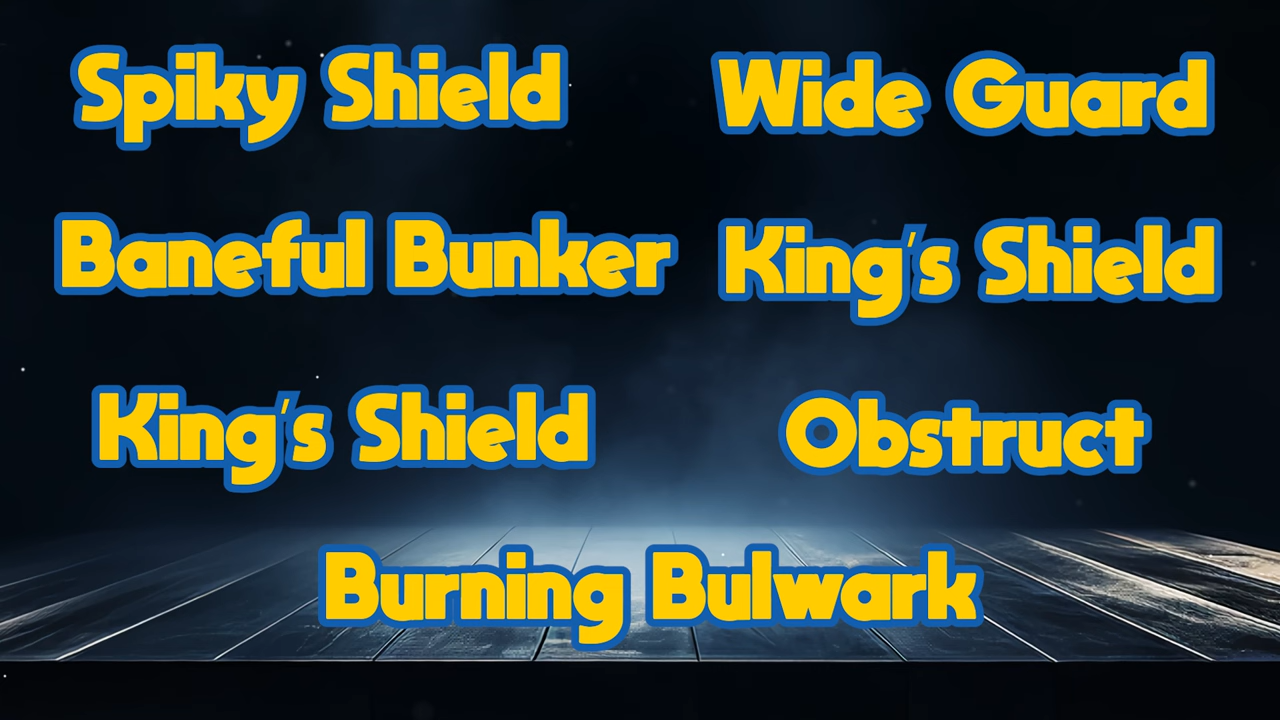 Spiky Shield
Wide Guard
Baneful Bunker
King's Shield
King's Shield
Obstruct
Burning Bulwark